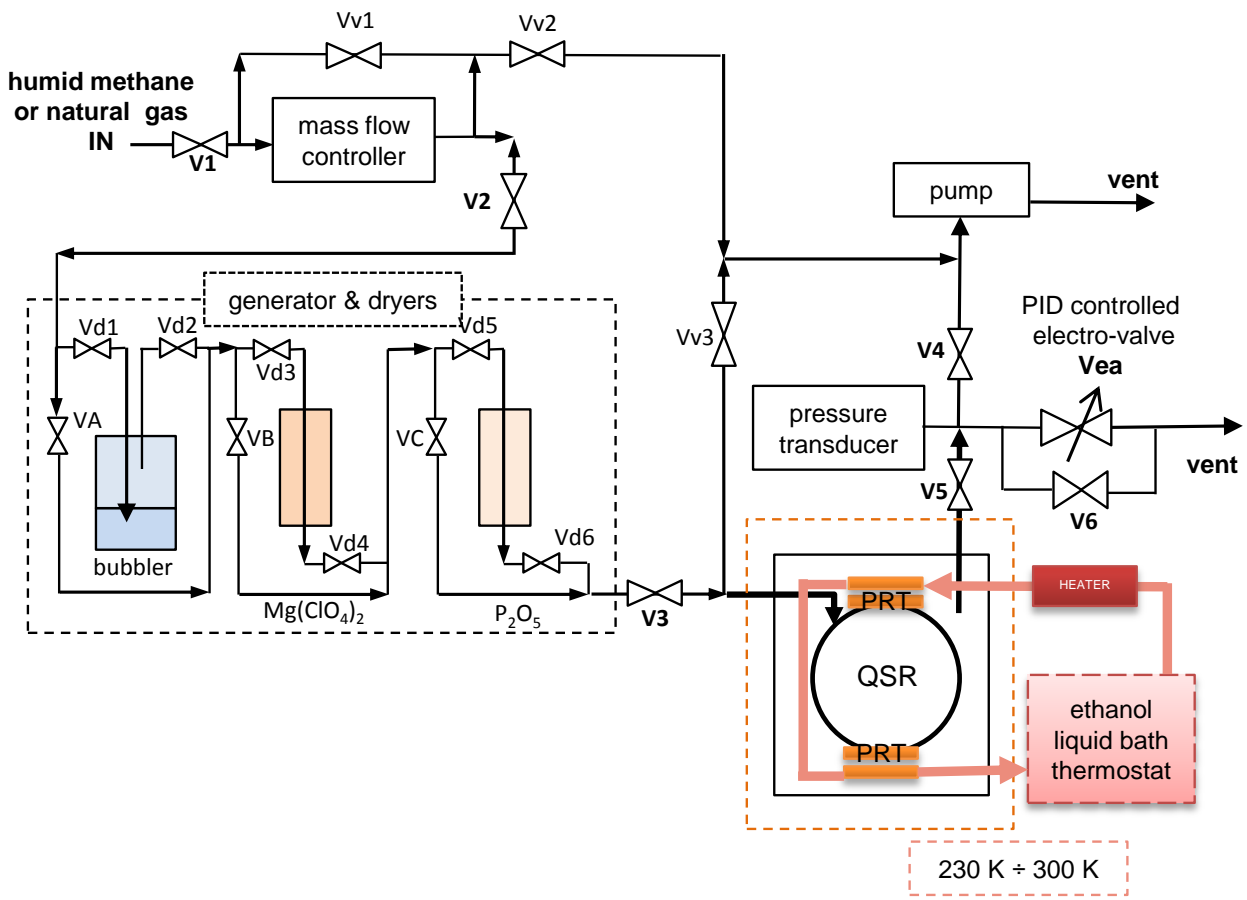 Vv1
Vv2
humid methane
or natural gas
IN
V1
mass flow
controller
V2
pump
vent
generator & dryers
PID controlled
electro-valve
Vea
Vd1
Vd2
Vd3
Vd5
Vv3
V4
VA
VB
VC
pressure
transducer
vent
V5
V6
Vd4
Vd6
bubbler
Mg(ClO4)2
P2O5
V3
PRT
HEATER
QSR
PRT
ethanol
liquid bath
thermostat
230 K ÷ 300 K